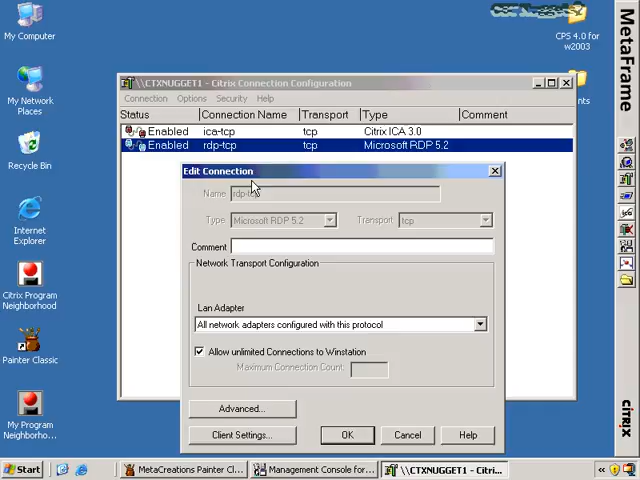 My Computer
My Network
Places
Recycle Bin
Internet
Explorer
Citrix Program
Neighborhood
Painter Classic
My Program
Neighborho...
CPS 4.0 for
w2003
ents
MetaFrame
citrix
\\CTXNUGGET1 - Citrix Connection Configuration
Connection Options Security Help
Status Connection Name Transport Type Comment
Enabled ica-tcp tcp Citrix ICA 3.0
Enabled rdp-tcp tcp Microsoft RDP 5.2
Edit Connection
Name rdp-tcp
Type Microsoft RDP 5.2 Transport: tcp
Comment
Network Transport Configuration
Lan Adapter
All network adapters configured with this protocol
Allow unlimited Connections to Winstation
Maximum Connection Count:
Advanced...
Client Settings... OK Cancel Help
Start MetaCreations Painter Cl... Management Console for... \\CTXNUGGET1 - Citri...